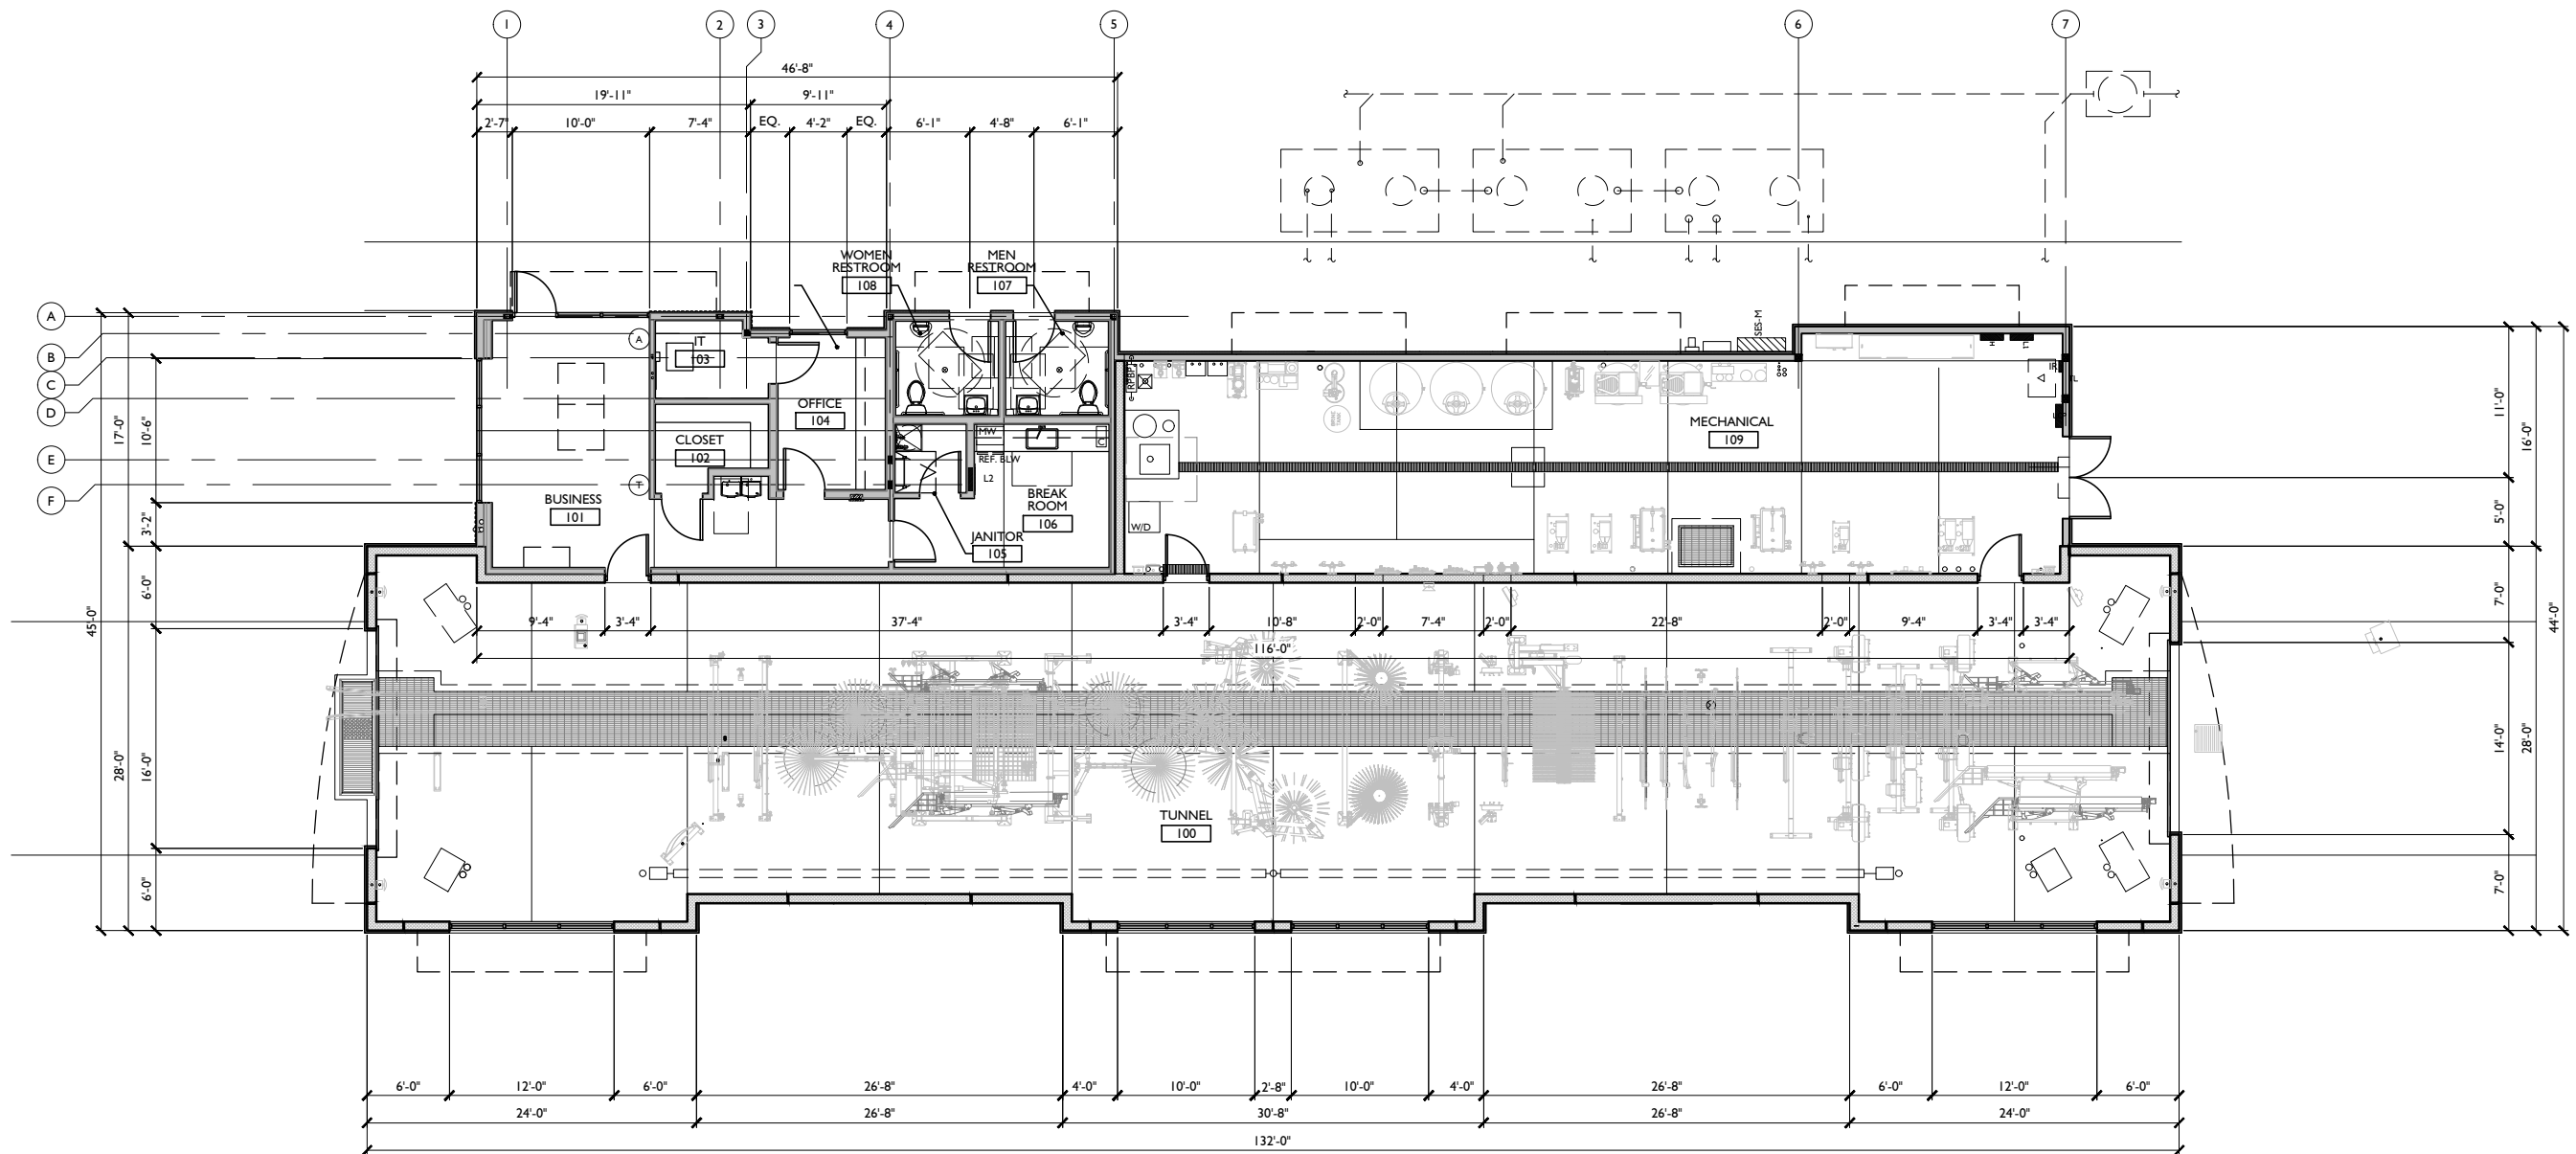 1 2 3 4 5 6 7
46'-8"
19'-11" 9'-11"
2'-7" 10'-0" 7'-4" EQ. 4'-2" EQ. 6'-1" 4'-8" 6'-1"
WOMEN
RESTROOM
108
MEN
RESTROOM
107
A
B
C
D
E
F
17'-0"
10'-6"
3'-2"
45'-0"
28'-0"
6'-0"
16'-0"
6'-0"
A
IT
103
OFFICE
104
CLOSET
102
T
BUSINESS
101
MW
C
REF. BLW
L2
BREAK
ROOM
106
JANITOR
105
W/D
SES-M
MECHANICAL
109
H
L1
IR
11'-0"
16'-0"
5'-0"
7'-0"
44'-0"
14'-0"
28'-0"
7'-0"
9'-4" 3'-4" 37'-4" 3'-4" 10'-8" 2'-0" 7'-4" 2'-0" 22'-8" 2'-0" 9'-4" 3'-4" 3'-4"
116'-0"
TUNNEL
100
6'-0" 12'-0" 6'-0" 26'-8" 4'-0" 10'-0" 2'-8" 10'-0" 4'-0" 26'-8" 6'-0" 12'-0" 6'-0"
24'-0" 26'-8" 30'-8" 26'-8" 24'-0"
132'-0"